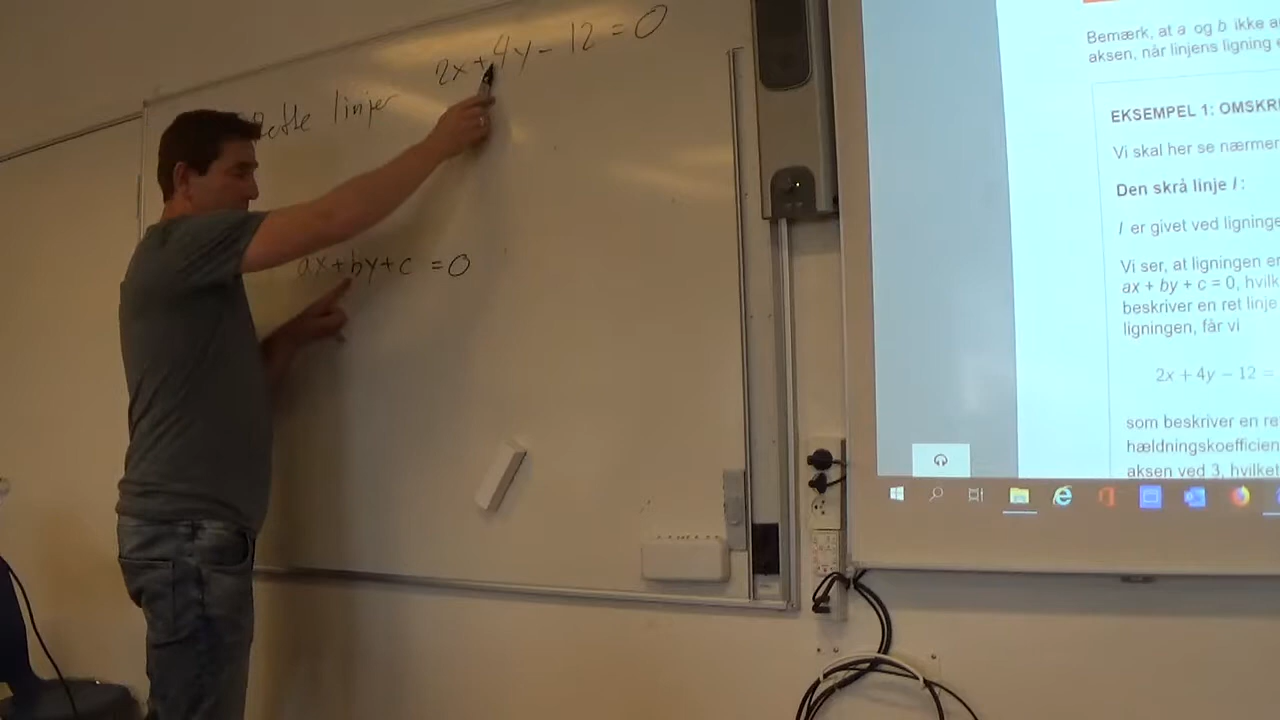 2x+4y-12=0
Rette linjer
ax+by+c=0
Bemærk, at a og b ikke
aksen, når linjens ligning
EKSEMPEL 1:
Vi skal her se nærmer
Den skrå linje l:
l er givet ved ligninge
Vi ser, at ligningen er
ax + by + c = 0, hvilk
beskriver en ret linje
ligningen, får vi
2x + 4y − 12 =
som beskriver en re
hældningskoefficien
aksen ved 3, hvilket